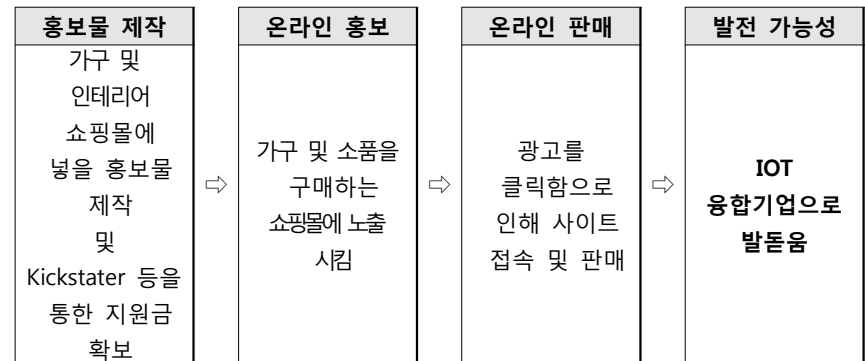 홍보물 제작
가구 및
인테리어
쇼핑몰에
넣을 홍보물
제작
및
Kickstater 등을
통한 지원금
확보
⇨
온라인 홍보
가구 및 소품을
구매하는
쇼핑몰에 노출
시킴
⇨
온라인 판매
광고를
클릭함으로
인해 사이트
접속 및 판매
⇨
발전 가능성
IOT
융합기업으로
발돋움